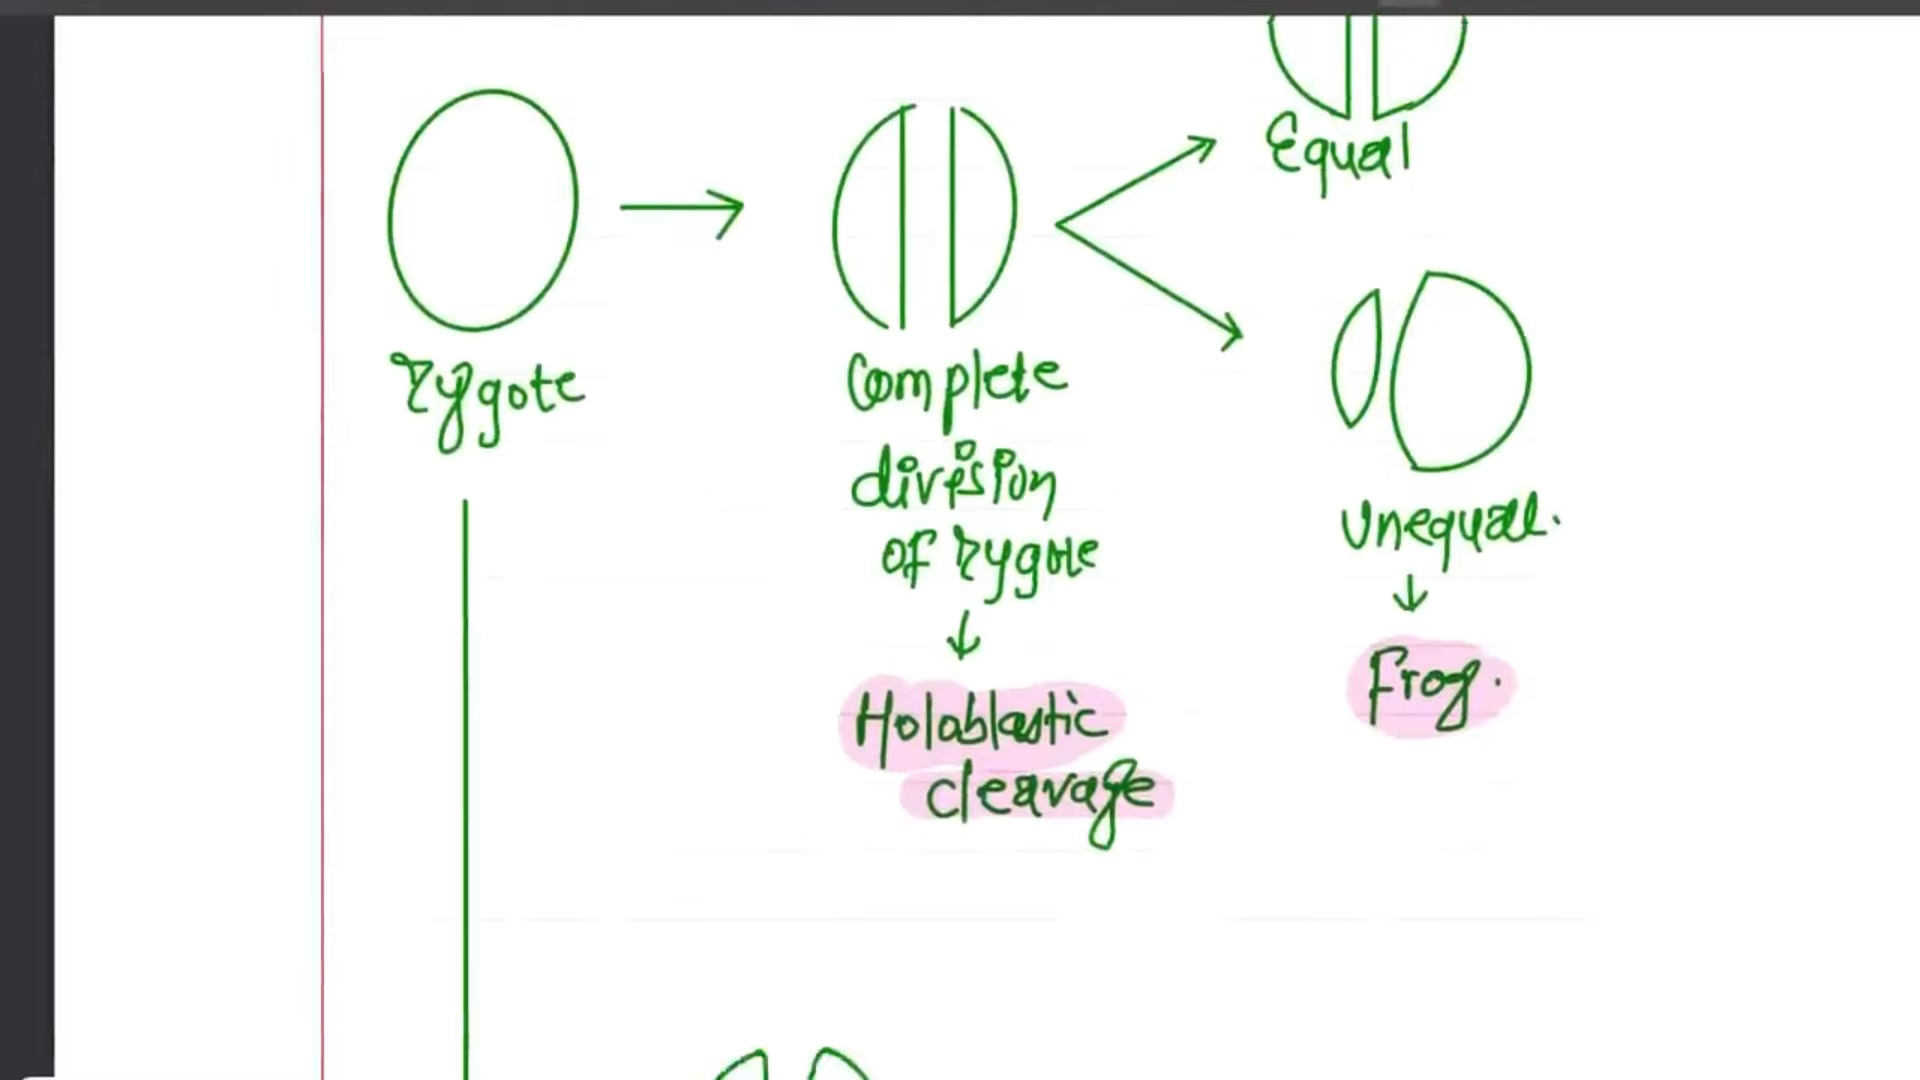 Equal
Zygote
Complete
division
of zygote
Unequal.
Frog.
Holoblastic
cleavage